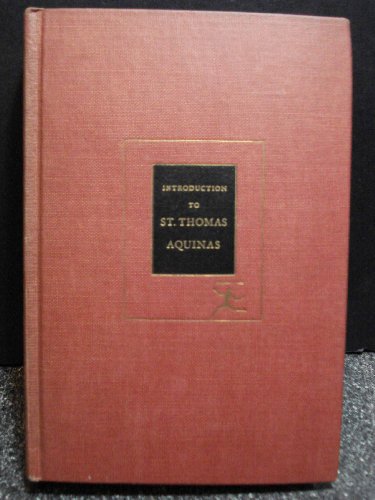 INTRODUCTION
TO
ST. THOMAS
AQUINAS